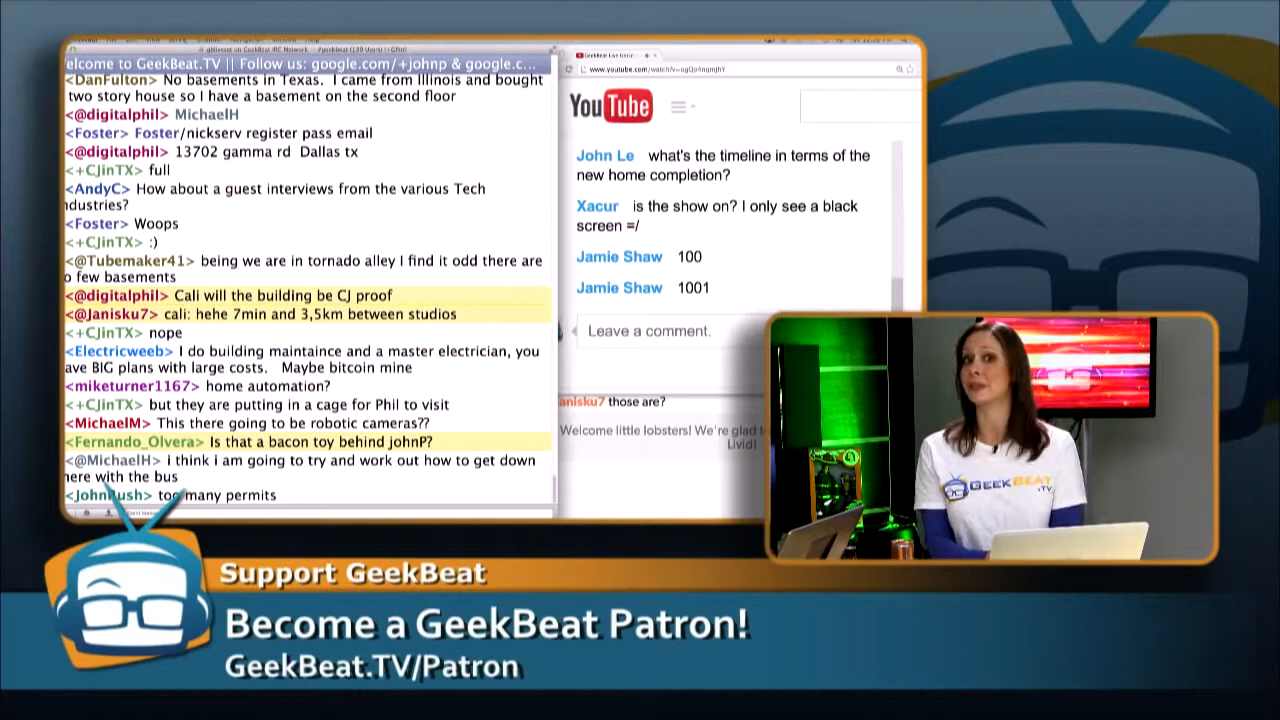 elcome to GeekBeat.TV || Follow us: google.com/+johnp & google.c...
<DanFulton> No basements in Texas. I came from Illinois and bought
two story house so I have a basement on the second floor
<@digitalphil> MichaelH
<Foster> Foster/nickserv register pass email
<@digitalphil> 13702 gamma rd Dallas tx
<+CJinTX> full
<AndyC> How about a guest interviews from the various Tech
ndustries?
<Foster> Woops
<+CJinTX> :)
<@Tubemaker41> being we are in tornado alley I find it odd there are
o few basements
<@digitalphil> Cali will the building be CJ proof
<@Janisku7> cali: hehe 7min and 3,5km between studios
<+CJinTX> nope
<Electricweeb> I do building maintaince and a master electrician, you
ave BIG plans with large costs. Maybe bitcoin mine
<miketurner1167> home automation?
<+CJinTX> but they are putting in a cage for Phil to visit
<MichaelM> This there going to be robotic cameras??
<Fernando_Olvera> Is that a bacon toy behind johnP?
<@MichaelH> i think i am going to try and work out how to get down
here with the bus
<JohnRush> too many permits
YouTube
John Le what's the timeline in terms of the
new home completion?
Xacur is the show on? I only see a black
screen =/
Jamie Shaw 100
Jamie Shaw 1001
Leave a comment.
anisku7 those are?
Welcome little lobsters! We're glad
Livid!
GEEKBEAT
.TV
Support GeekBeat
Become a GeekBeat Patron!
GeekBeat.TV/Patron